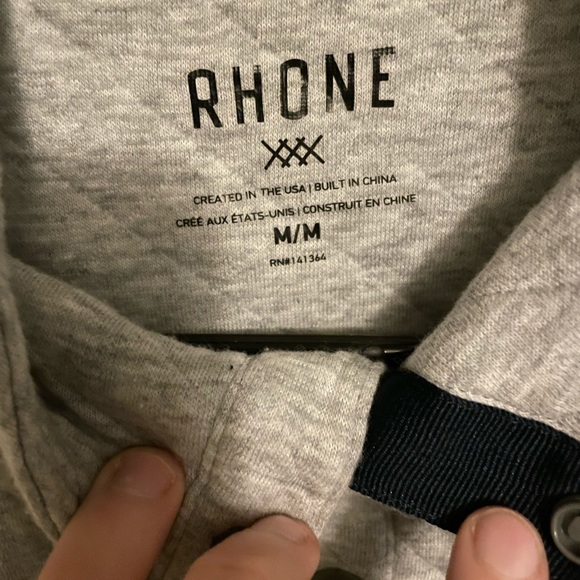 RHONE
CREATED IN THE USA | BUILT IN CHINA
CRÉÉ AUX ÉTATS-UNIS | CONSTRUIT EN CHINE
M/M
RN#141364